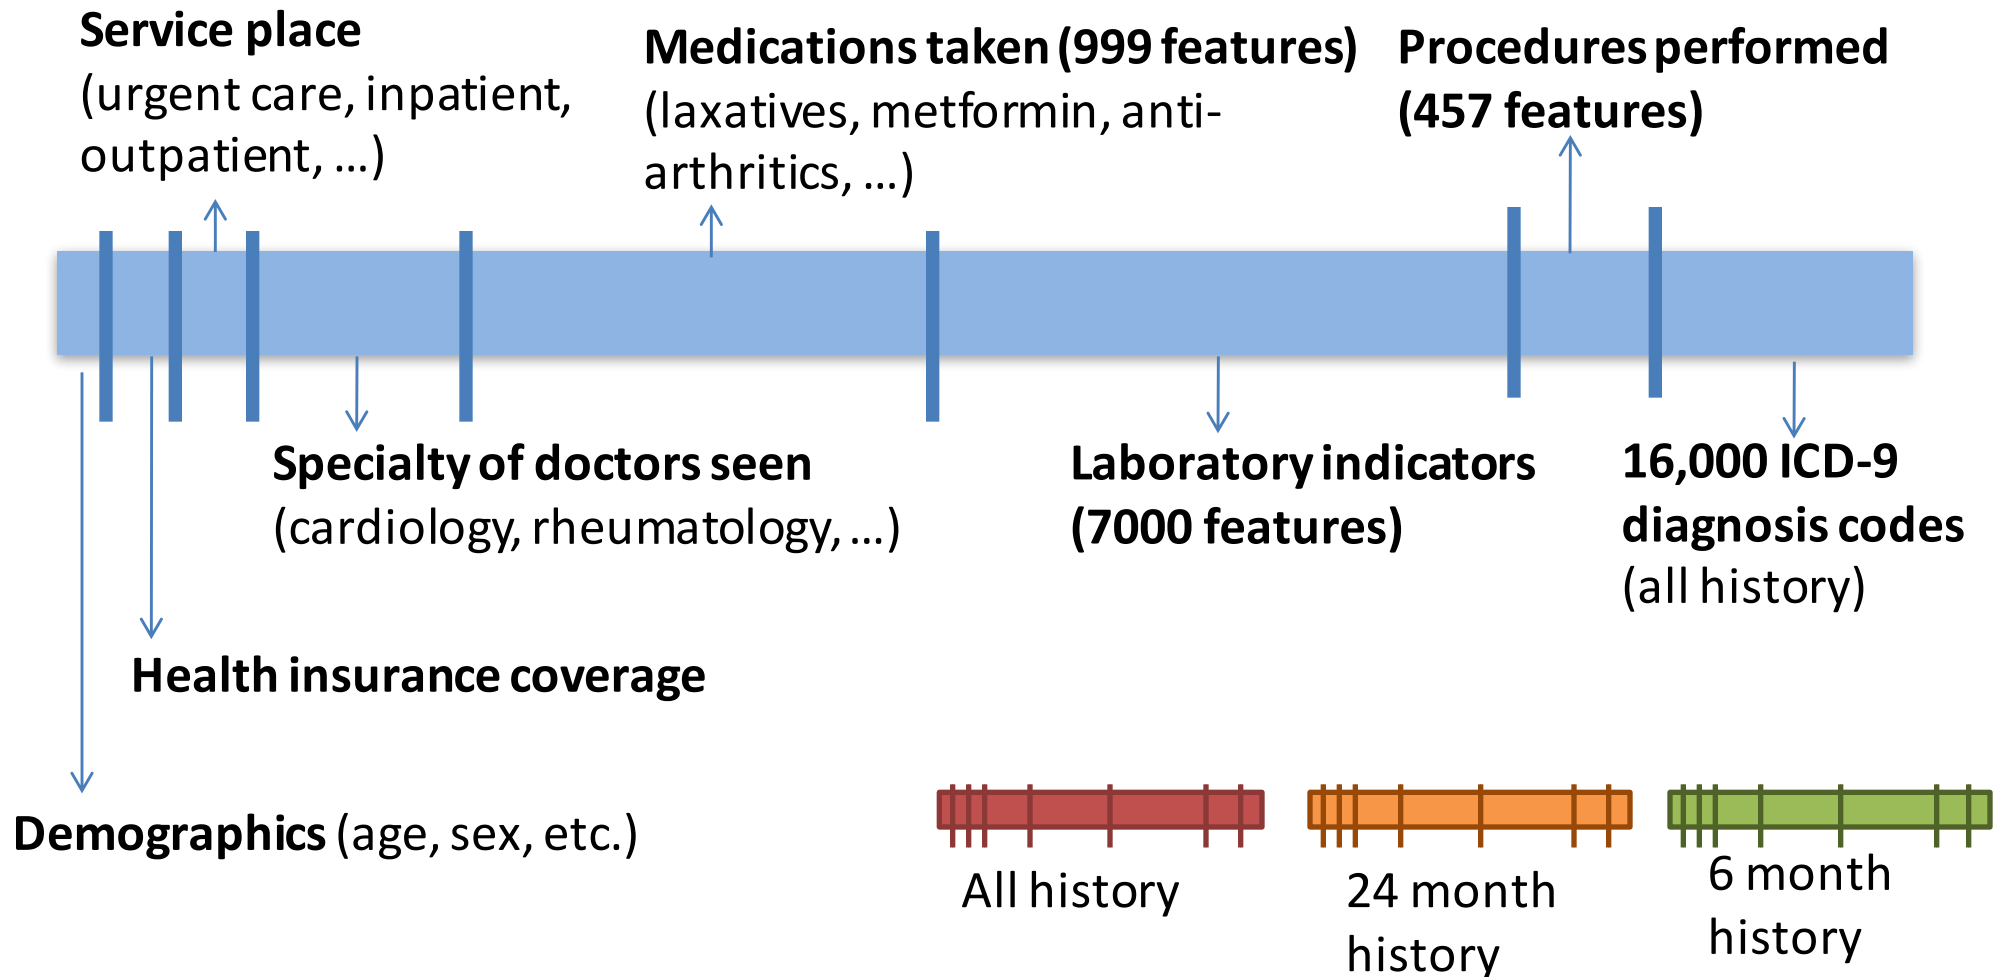 Service place
(urgent care, inpatient,
outpatient, …)
Medications taken (999 features)
(laxatives, metformin, anti-
arthritics, …)
Procedures performed
(457 features)
Specialty of doctors seen
(cardiology, rheumatology, …)
Laboratory indicators
(7000 features)
16,000 ICD-9
diagnosis codes
(all history)
Health insurance coverage
Demographics (age, sex, etc.)
All history
24 month
history
6 month
history